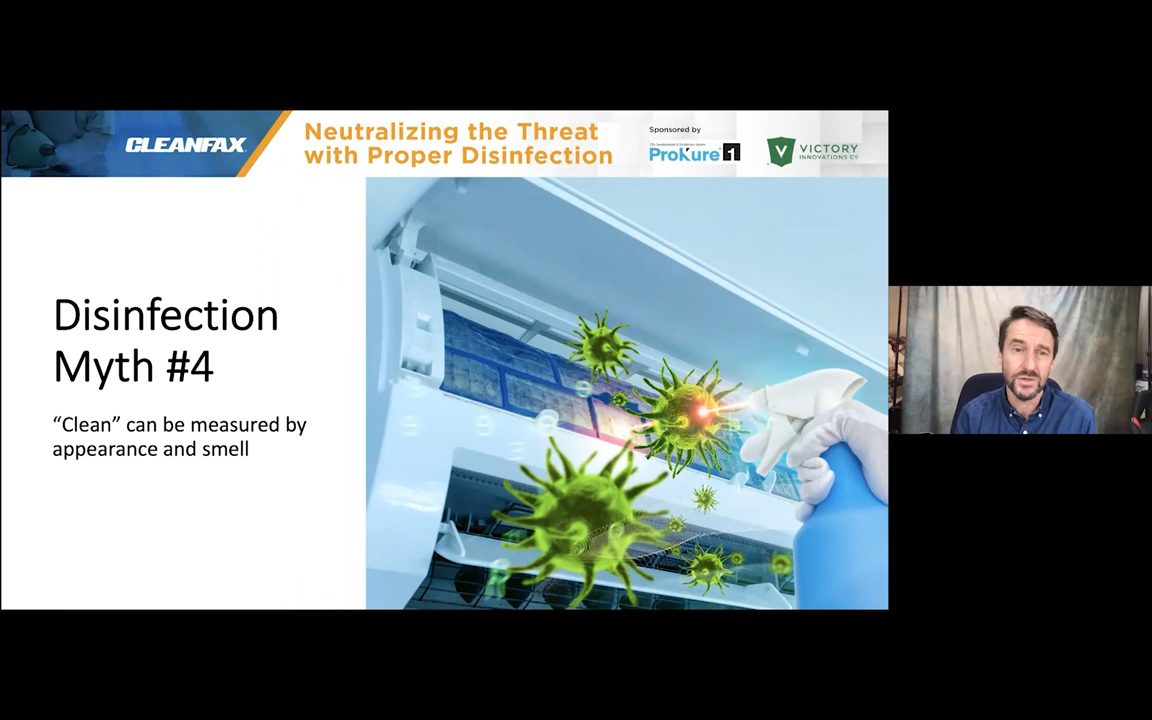 CLEANFAX
Neutralizing the Threat
with Proper Disinfection
Sponsored by
ProKure 1
VICTORY
INNOVATIONS CO
Disinfection
Myth #4
“Clean” can be measured by
appearance and smell